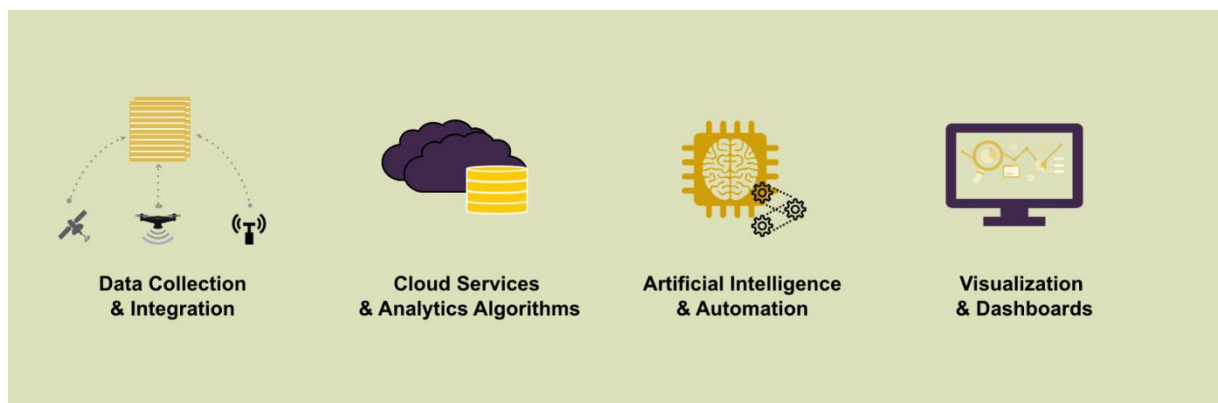 Data Collection
& Integration
Cloud Services
& Analytics Algorithms
Artificial Intelligence
& Automation
Visualization
& Dashboards